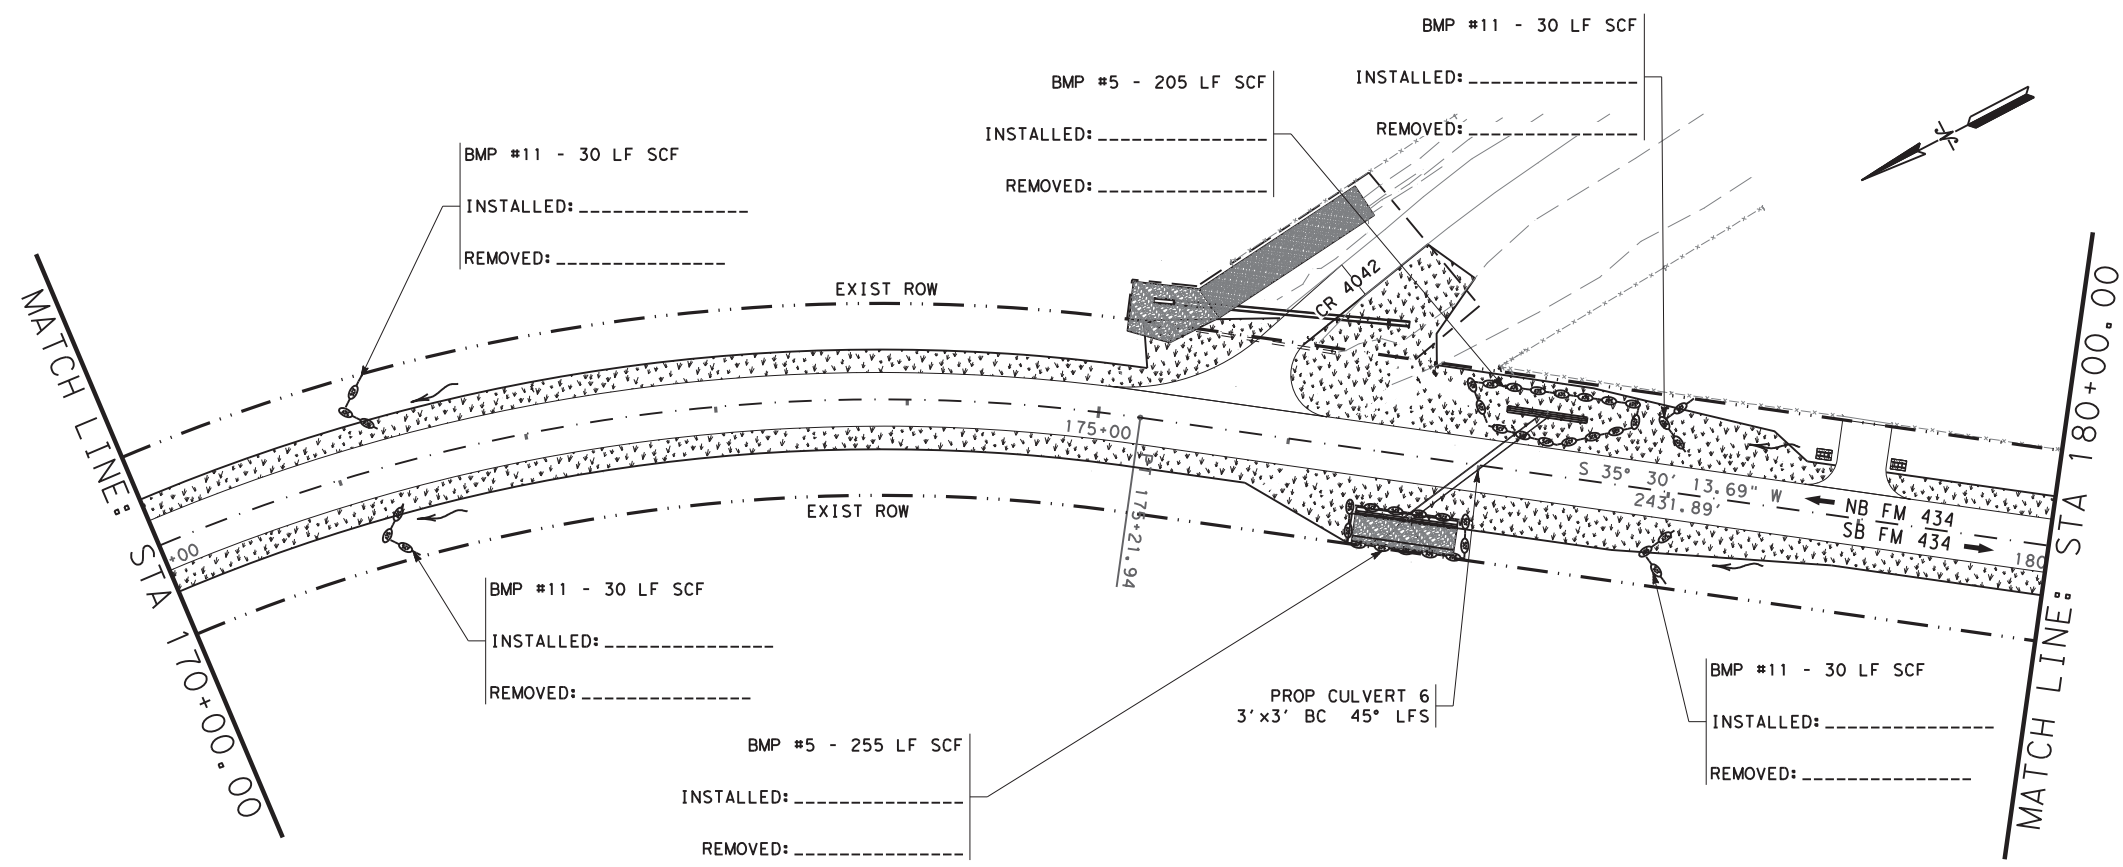 BMP #11 - 30 LF SCF
INSTALLED:
REMOVED:
BMP #5 - 205 LF SCF
INSTALLED:
REMOVED:
BMP #11 - 30 LF SCF
INSTALLED:
REMOVED:
N
EXIST ROW
CR 4042
MATCH LINE: STA 170+00.00
+00
175+00
PT 175+21.94
S 35° 30' 13.69" W
2431.89'
NB FM 434
SB FM 434
180
MATCH LINE: STA 180+00.00
EXIST ROW
BMP #11 - 30 LF SCF
INSTALLED:
REMOVED:
PROP CULVERT 6
3'x3' BC 45° LFS
BMP #11 - 30 LF SCF
INSTALLED:
REMOVED:
BMP #5 - 255 LF SCF
INSTALLED:
REMOVED: